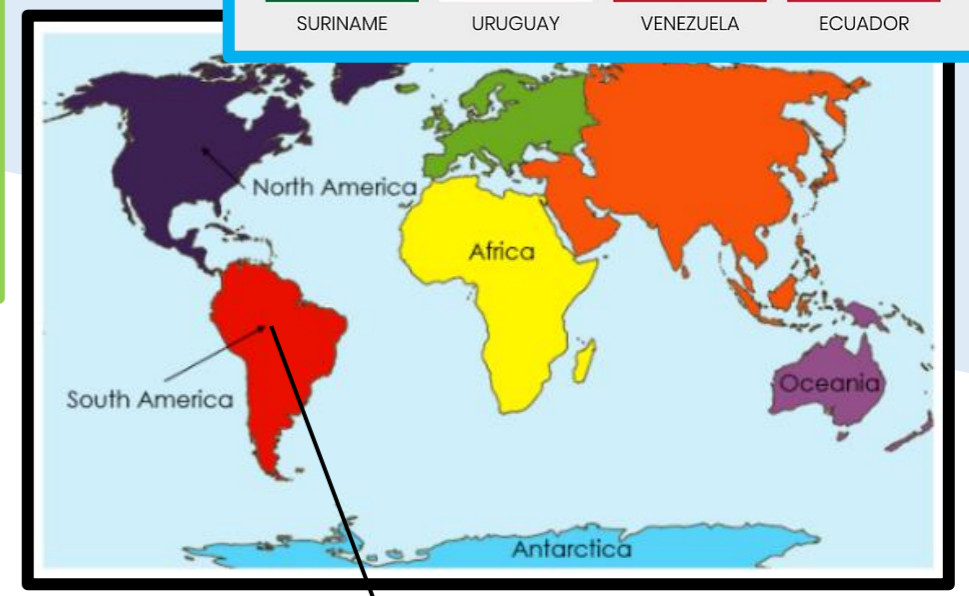 SURINAME URUGUAY VENEZUELA ECUADOR
North America
Africa
Oceania
South America
Antarctica